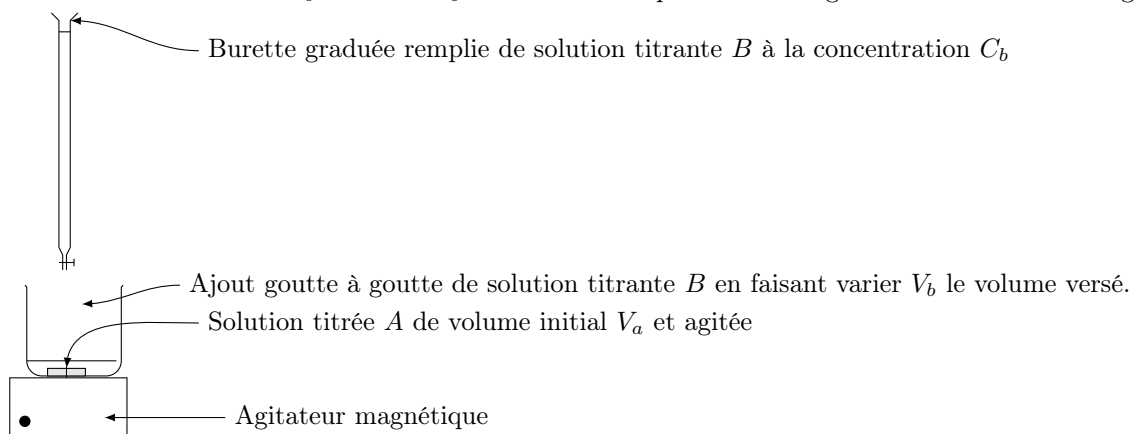 Burette graduée remplie de solution titrante B à la concentration C_b
Ajout goutte à goutte de solution titrante B en faisant varier V_b le volume versé.
Solution titrée A de volume initial V_a et agitée
Agitateur magnétique